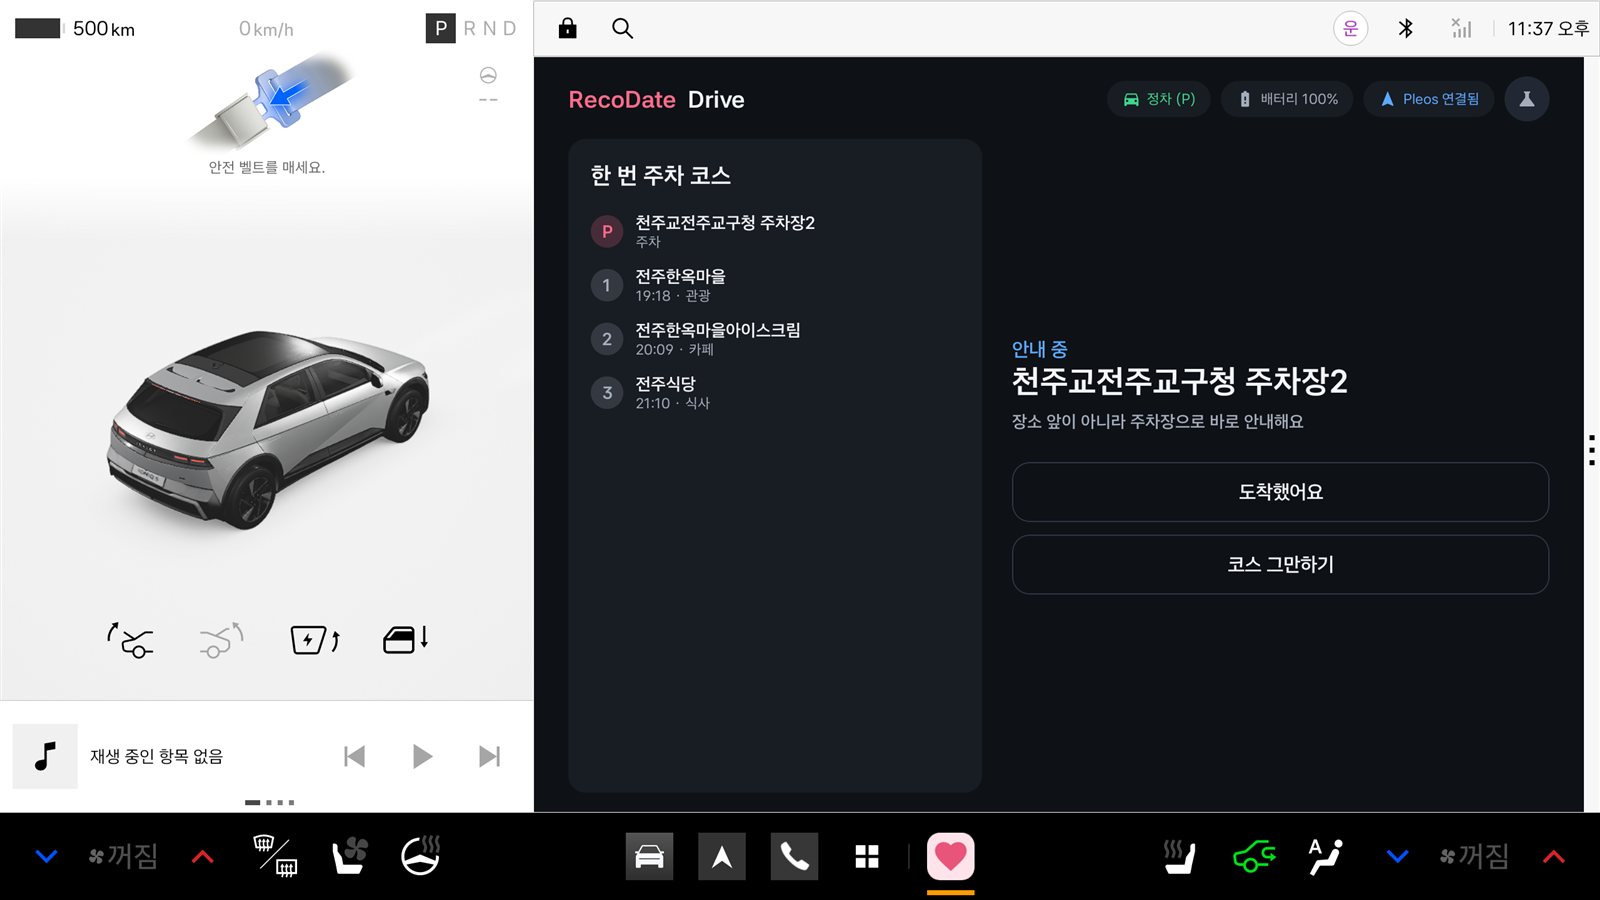 500 km
0 km/h
P R N D
안전 벨트를 매세요.
재생 중인 항목 없음
운
11:37 오후
RecoDate Drive
정차 (P)
배터리 100%
Pleos 연결됨
한 번 주차 코스
P
천주교전주교구청 주차장2
주차
1
전주한옥마을
19:18 · 관광
2
전주한옥마을아이스크림
20:09 · 카페
3
전주식당
21:10 · 식사
안내 중
천주교전주교구청 주차장2
장소 앞이 아니라 주차장으로 바로 안내해요
도착했어요
코스 그만하기
꺼짐
A
꺼짐